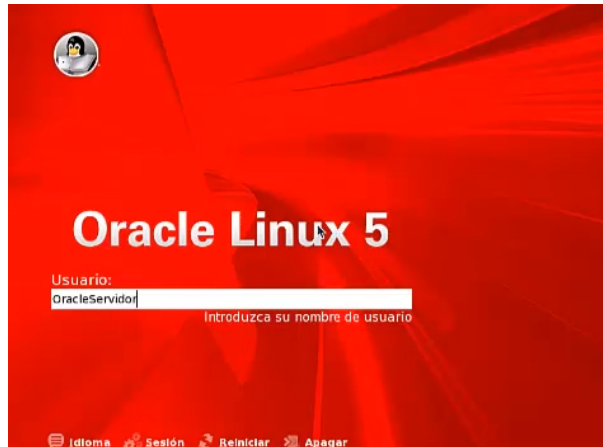 Oracle Linux 5
Usuario:
OracleServidor
Introduzca su nombre de usuario
Idioma Sesión Reiniciar Apagar